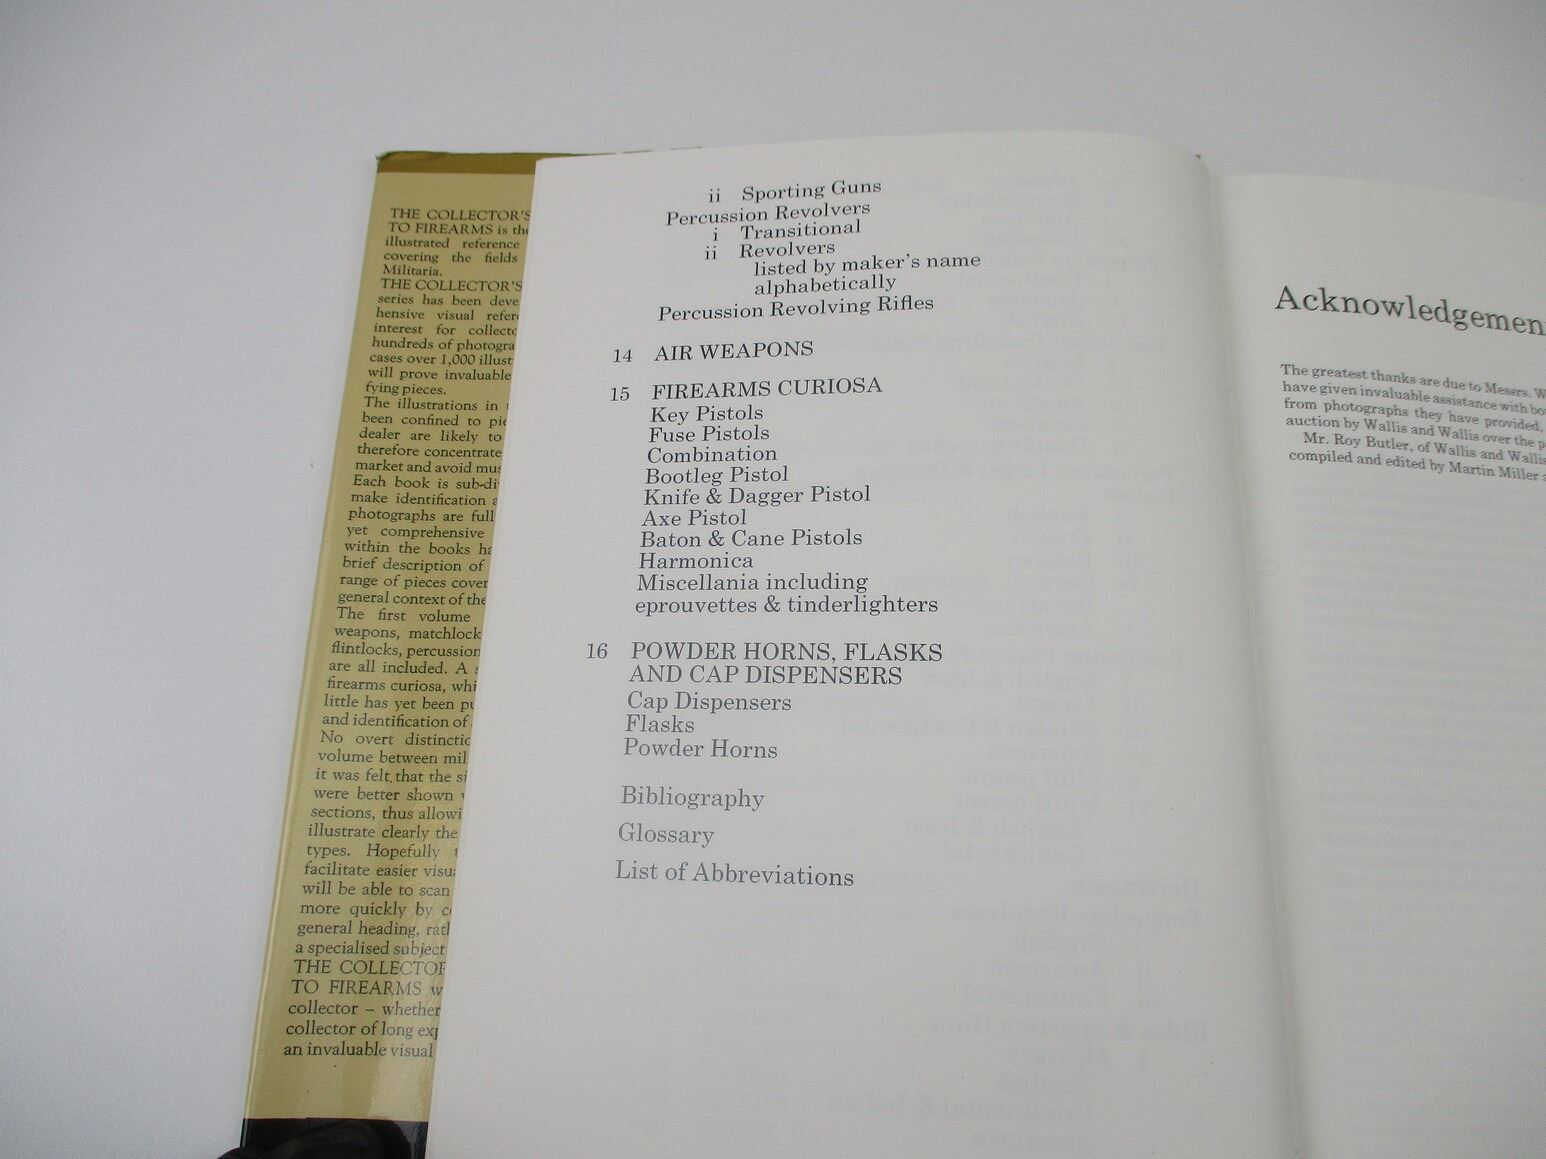 THE COLLECTOR'S
TO FIREARMS is the
illustrated reference
covering the fields
Militaria.
THE COLLECTOR'S
series has been deve
hensive visual refer
interest for collecto
hundreds of photogra
cases over 1,000 illust
will prove invaluable
fying pieces.
The illustrations in
been confined to pie
dealer are likely to
therefore concentrate
market and avoid mus
Each book is sub-di
make identification a
photographs are full
yet comprehensive
within the books ha
brief description of
range of pieces cover
general context of the
The first volume
weapons, matchlock
flintlocks, percussion
are all included. A s
firearms curiosa, whi
little has yet been pu
and identification of
No overt distinctio
volume between mil
it was felt that the si
were better shown
sections, thus allowi
illustrate clearly the
types. Hopefully t
facilitate easier visua
will be able to scan
more quickly by c
general heading, rath
a specialised subject
THE COLLECTOR
TO FIREARMS w
collector – whether
collector of long exp
an invaluable visual
ii Sporting Guns
Percussion Revolvers
i Transitional
ii Revolvers
listed by maker's name
alphabetically
Percussion Revolving Rifles
14 AIR WEAPONS
15 FIREARMS CURIOSA
Key Pistols
Fuse Pistols
Combination
Bootleg Pistol
Knife & Dagger Pistol
Axe Pistol
Baton & Cane Pistols
Harmonica
Miscellania including
eprouvettes & tinderlighters
16 POWDER HORNS, FLASKS
AND CAP DISPENSERS
Cap Dispensers
Flasks
Powder Horns
Bibliography
Glossary
List of Abbreviations
Acknowledgemen
The greatest thanks are due to Messrs. W
have given invaluable assistance with bo
from photographs they have provided,
auction by Wallis and Wallis over the p
Mr. Roy Butler, of Wallis and Wallis
compiled and edited by Martin Miller a